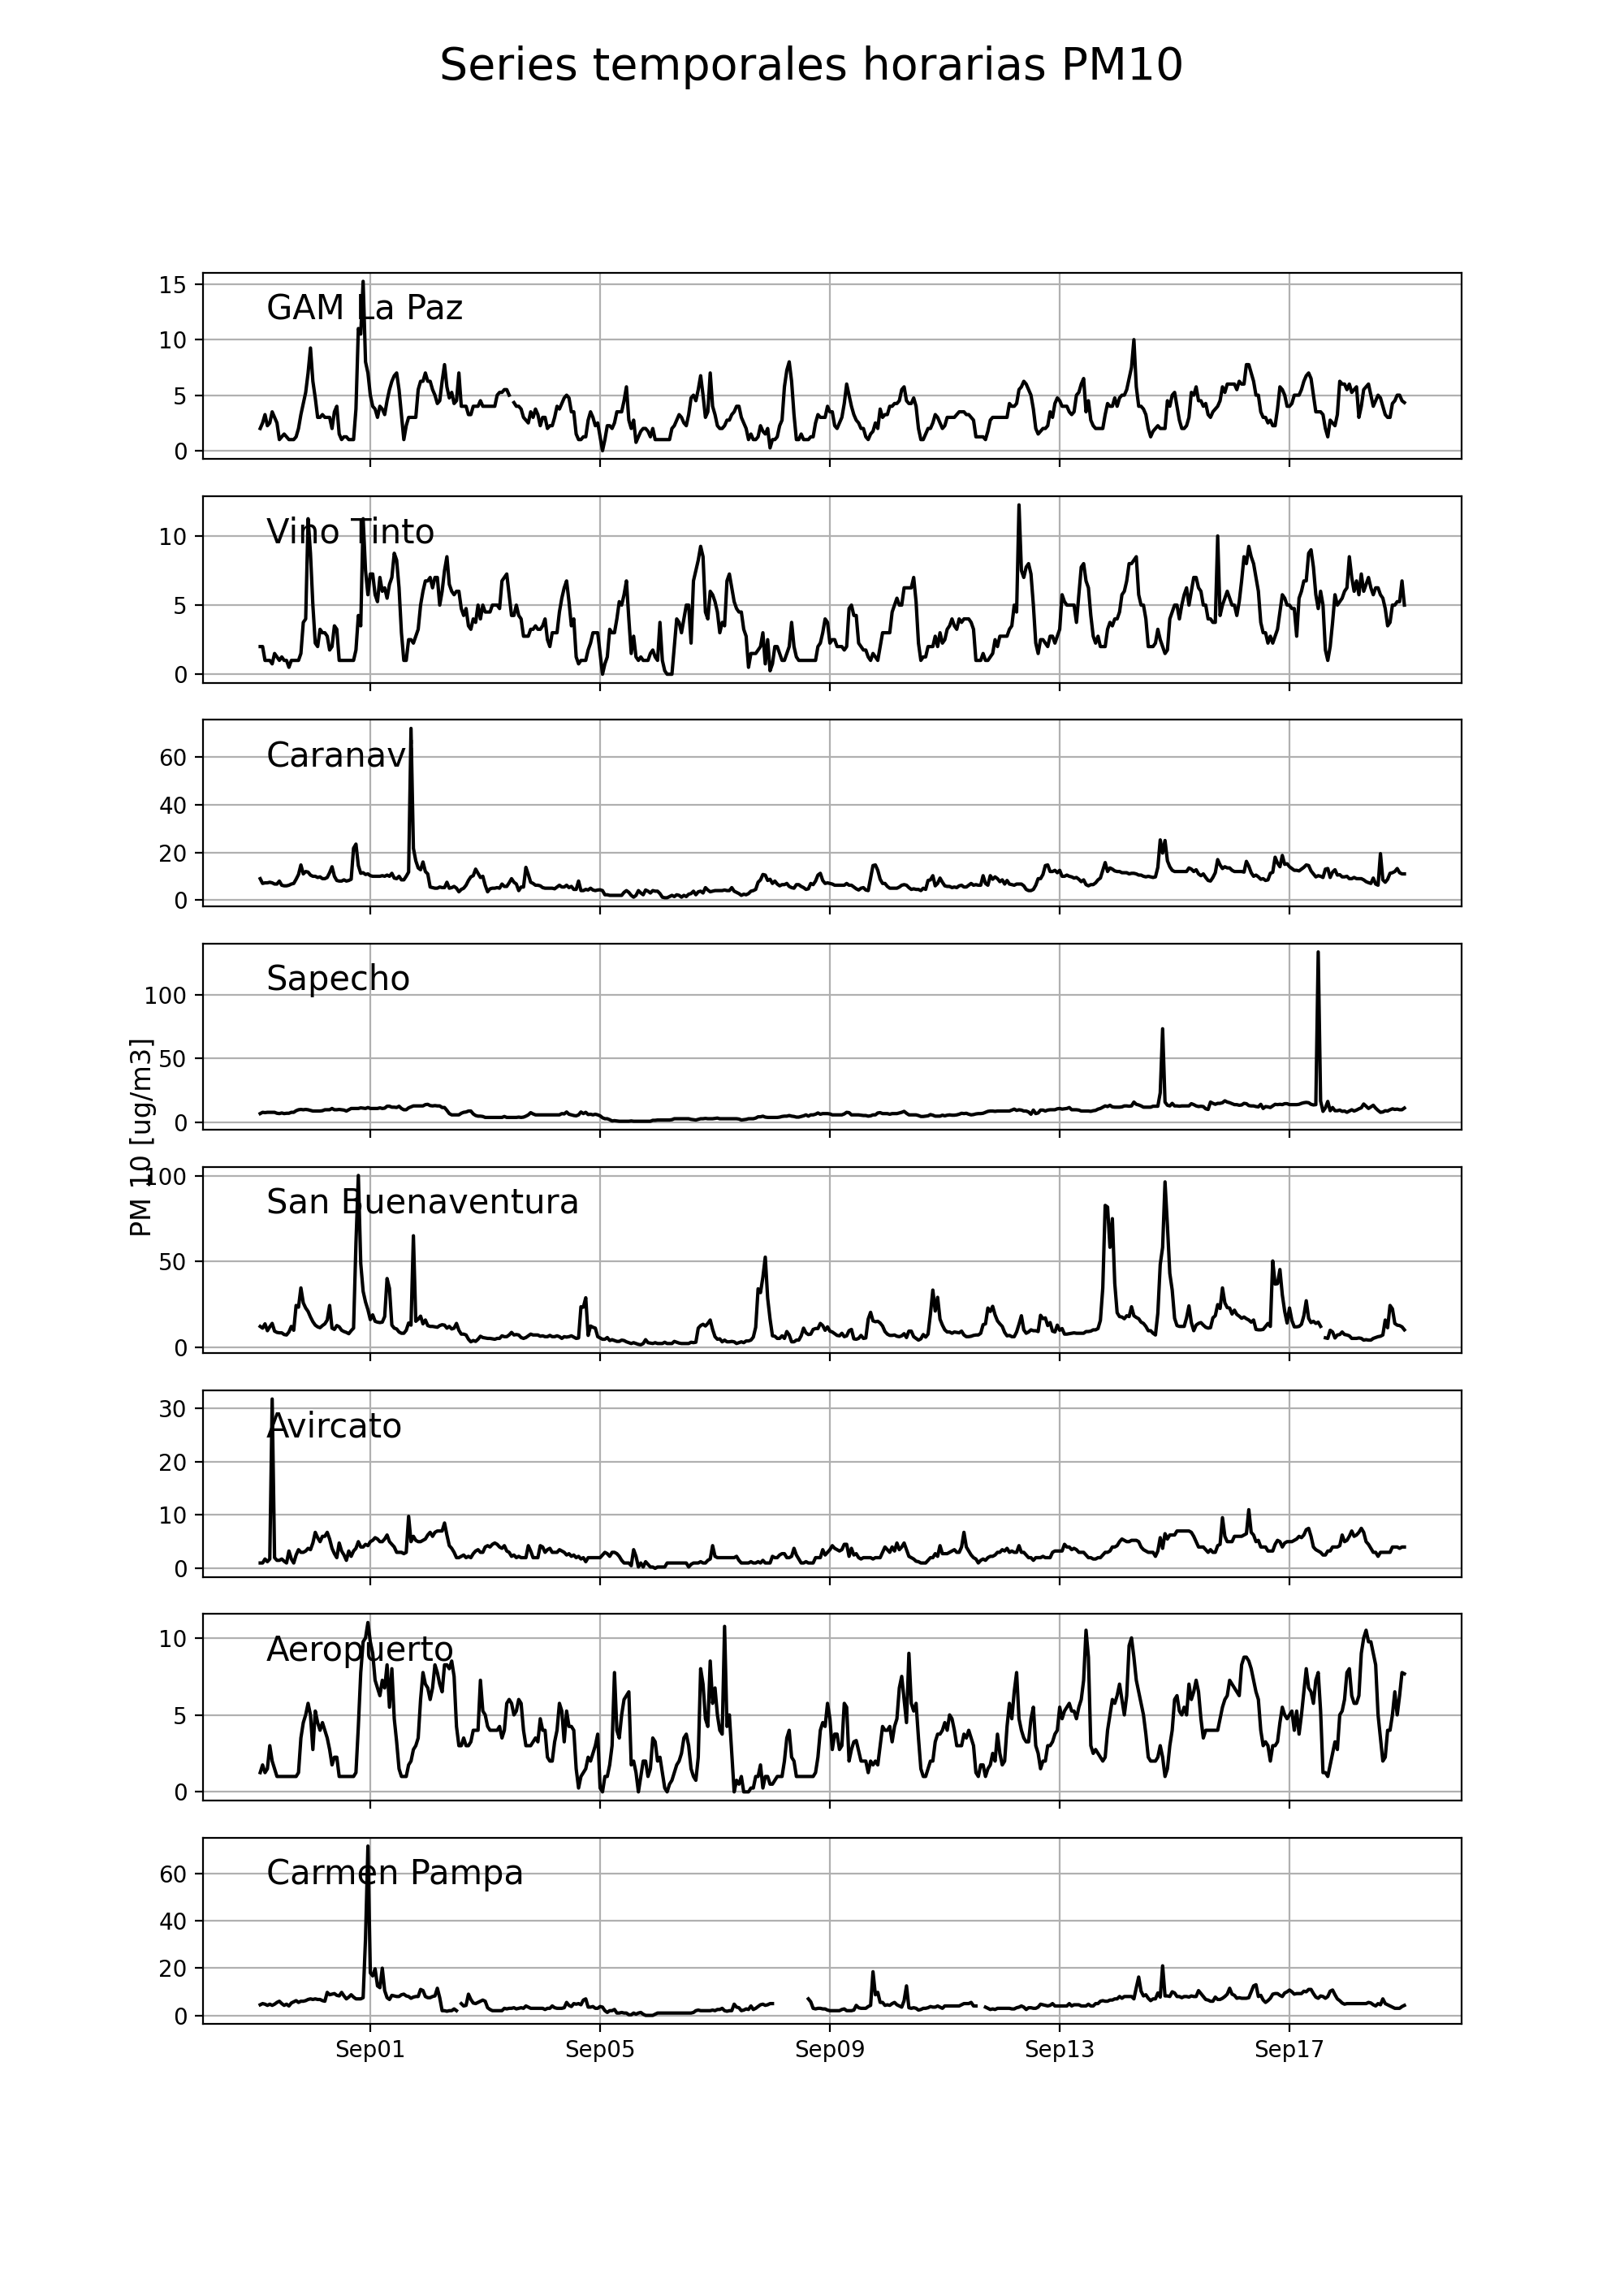 Series temporales horarias PM10
15
GAM La Paz
10
5
0
Vino Tinto
10
5
0
Caranavi
60
40
20
0
Sapecho
100
50
0
PM 10 [ug/m3]
100
San Buenaventura
50
0
30
Avircato
20
10
0
10
Aeropuerto
5
0
60
Carmen Pampa
40
20
0
Sep01 Sep05 Sep09 Sep13 Sep17